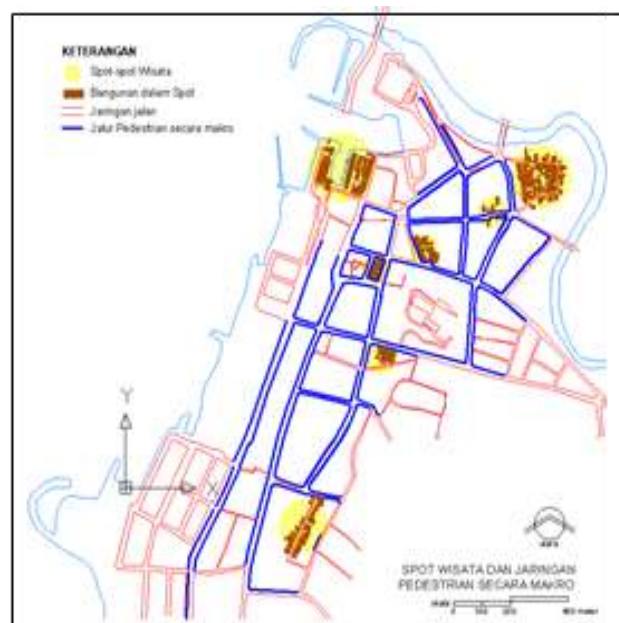 KETERANGAN
Spot-spot Wisata
Bangunan dalam Spot
Jaringan jalan
Jalur Pedestrian secara makro
Y
X
SPOT WISATA DAN JARINGAN
PEDESTRIAN SECARA MAKRO